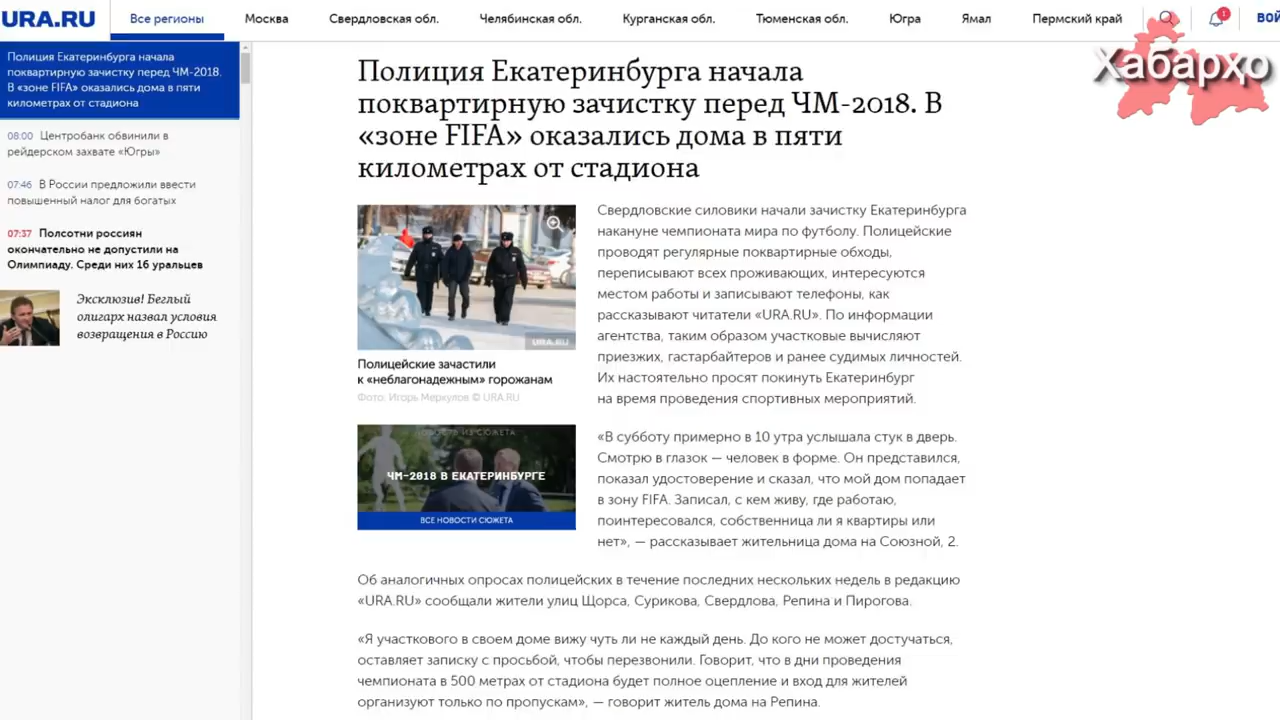 URA.RU
Все регионы
Москва
Свердловская обл.
Челябинская обл.
Курганская обл.
Тюменская обл.
Югра
Ямал
Пермский край
1
Хабарҳо
Полиция Екатеринбурга начала
поквартирную зачистку перед ЧМ-2018.
В «зоне FIFA» оказались дома в пяти
километрах от стадиона
08:00 Центробанк обвинили в
рейдерском захвате «Югры»
07:46 В России предложили ввести
повышенный налог для богатых
07:37 Полсотни россиян
окончательно не допустили на
Олимпиаду. Среди них 16 уральцев
Эксклюзив! Беглый
олигарх назвал условия
возвращения в Россию
Полиция Екатеринбурга начала
поквартирную зачистку перед ЧМ-2018. В
«зоне FIFA» оказались дома в пяти
километрах от стадиона
URA.RU
Полицейские зачастили
к «неблагонадежным» горожанам
Фото: Игорь Меркулов © URA.RU
ЧМ-2018 В ЕКАТЕРИНБУРГЕ
ВСЕ НОВОСТИ СЮЖЕТА
Свердловские силовики начали зачистку Екатеринбурга
накануне чемпионата мира по футболу. Полицейские
проводят регулярные поквартирные обходы,
переписывают всех проживающих, интересуются
местом работы и записывают телефоны, как
рассказывают читатели «URA.RU». По информации
агентства, таким образом участковые вычисляют
приезжих, гастарбайтеров и ранее судимых личностей.
Их настоятельно просят покинуть Екатеринбург
на время проведения спортивных мероприятий.
«В субботу примерно в 10 утра услышала стук в дверь.
Смотрю в глазок — человек в форме. Он представился,
показал удостоверение и сказал, что мой дом попадает
в зону FIFA. Записал, с кем живу, где работаю,
поинтересовался, собственница ли я квартиры или
нет», — рассказывает жительница дома на Союзной, 2.
Об аналогичных опросах полицейских в течение последних нескольких недель в редакцию
«URA.RU» сообщали жители улиц Щорса, Сурикова, Свердлова, Репина и Пирогова.
«Я участкового в своем доме вижу чуть ли не каждый день. До кого не может достучаться,
оставляет записку с просьбой, чтобы перезвонили. Говорит, что в дни проведения
чемпионата в 500 метрах от стадиона будет полное оцепление и вход для жителей
организуют только по пропускам», — говорит житель дома на Репина.